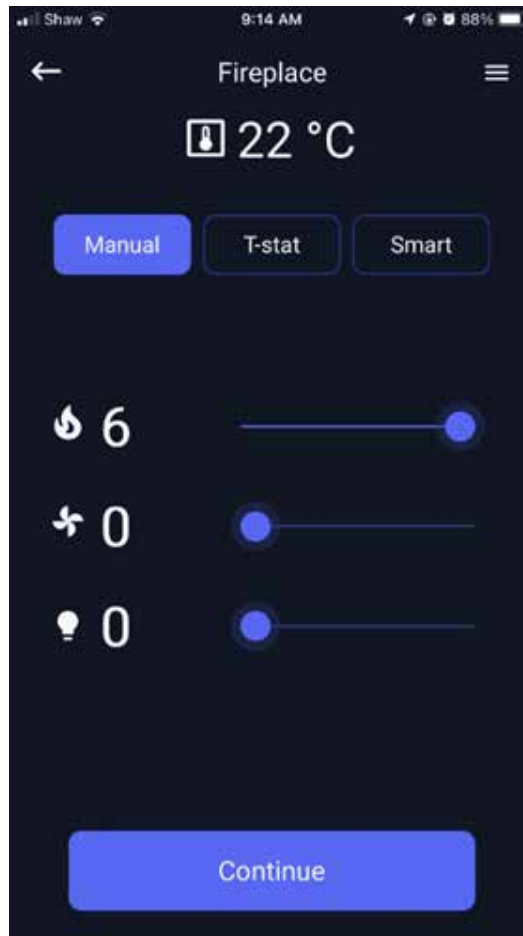 Shaw 9:14 AM 88%
Fireplace
22 °C
Manual T-stat Smart
6
0
0
Continue